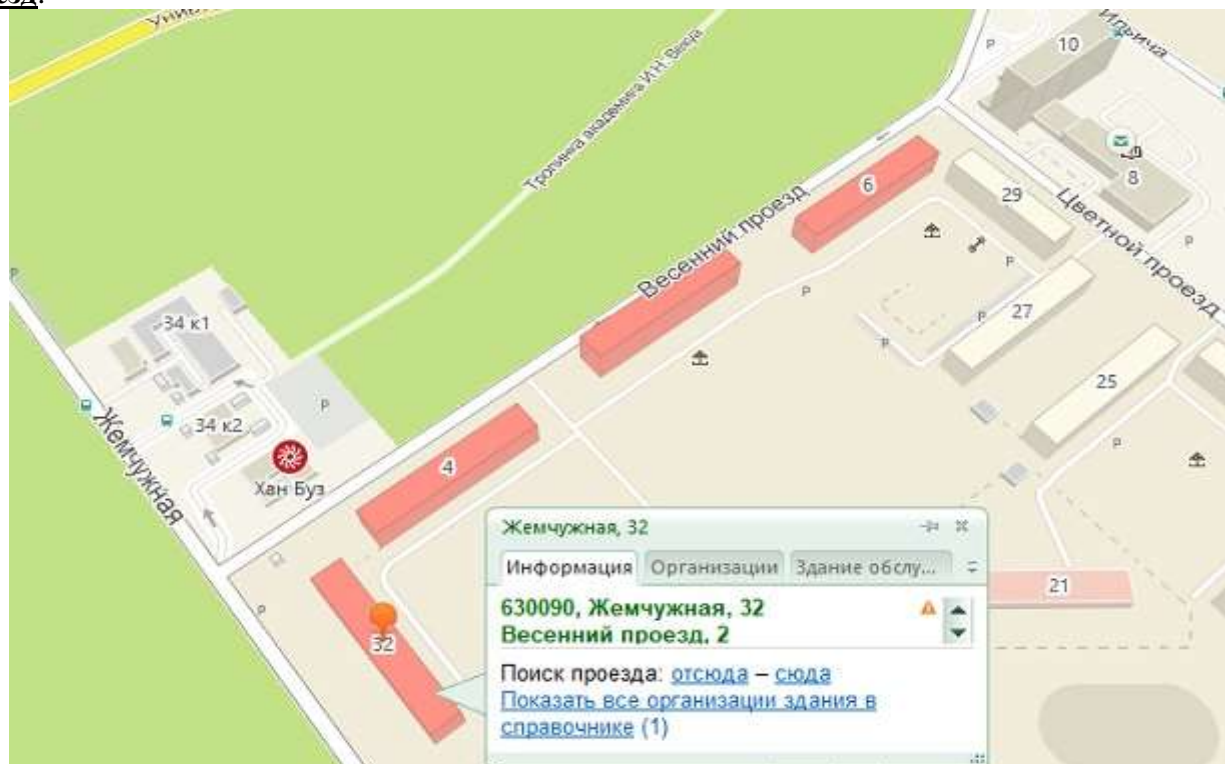 Ильича
10
Тропинка академика И.Н. Векуа
8
6
29
Цветной проезд
Весенний проезд
34 к1
27
25
34 к2
Жемчужная
Хан Буз
4
32
21
Жемчужная, 32
Информация Организации Здание обслу...
630090, Жемчужная, 32
Весенний проезд, 2
Поиск проезда: отсюда – сюда
Показать все организации здания в
справочнике (1)